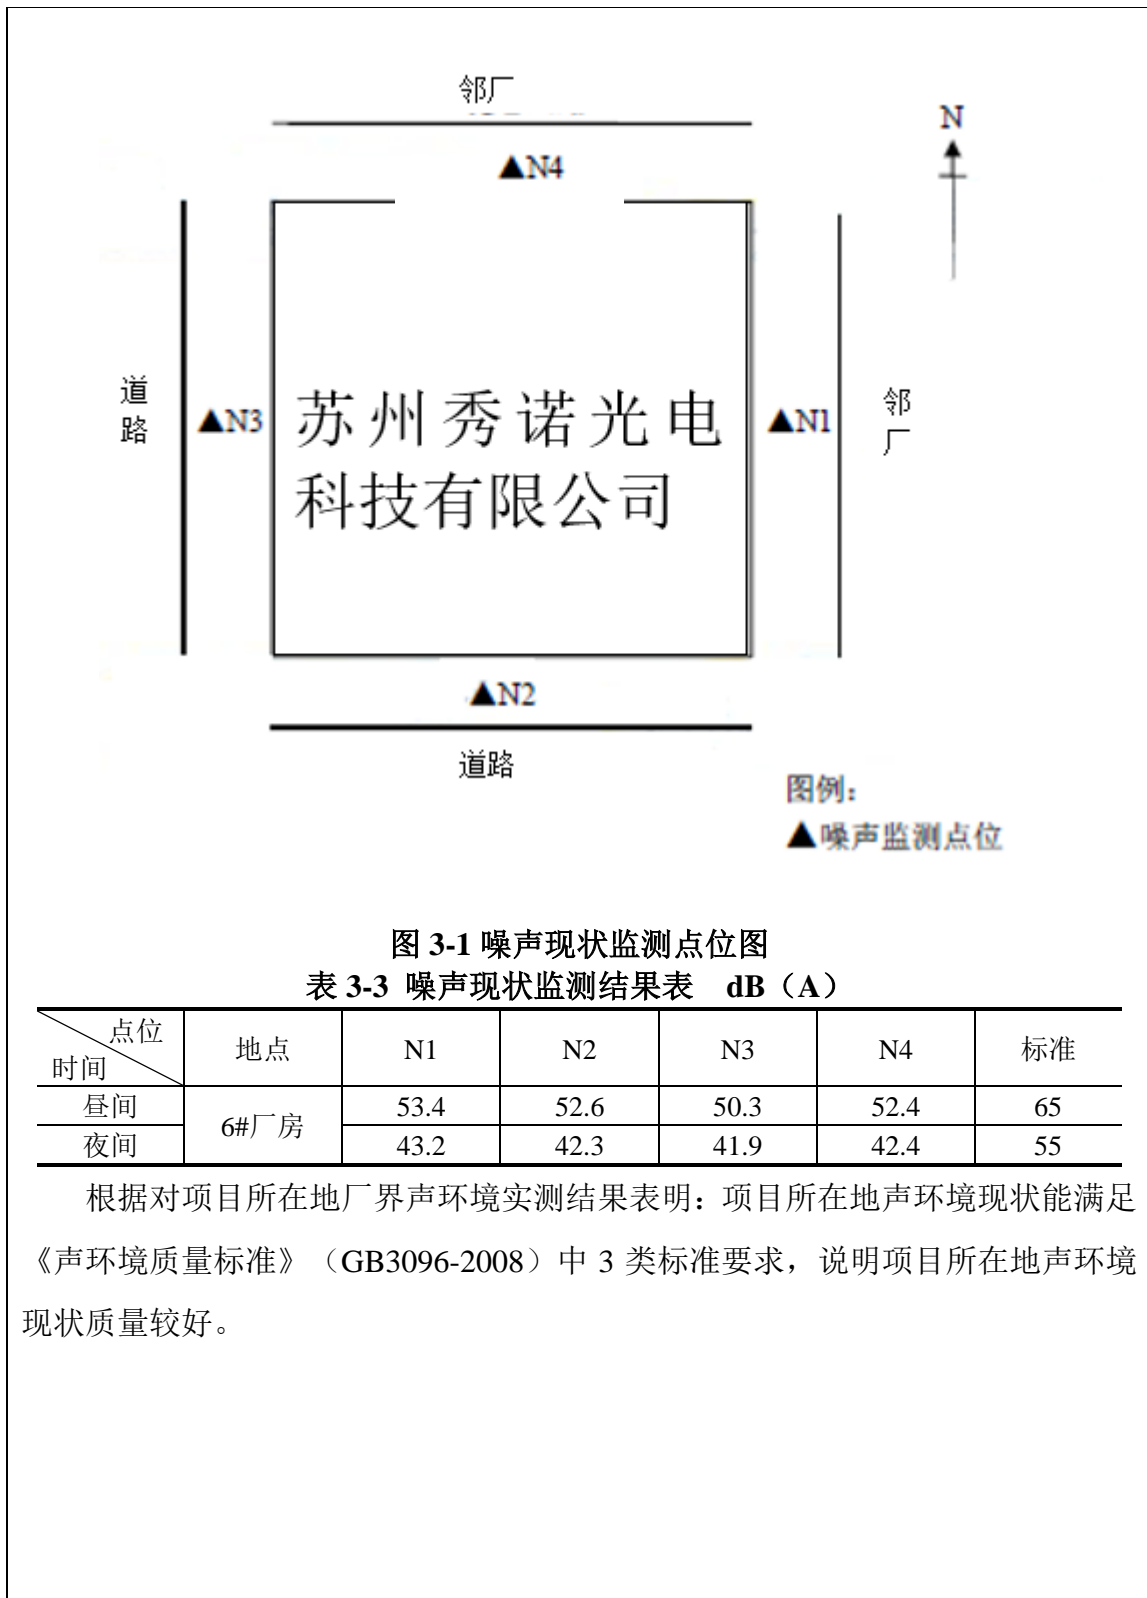 邻厂
N
▲N4
道路
▲N3
苏州秀诺光电
科技有限公司
▲N1
邻厂
▲N2
道路
图例：
▲噪声监测点位
图 3-1 噪声现状监测点位图
表 3-3 噪声现状监测结果表 dB（A）
点位
时间 地点 N1 N2 N3 N4 标准
昼间 6#厂房 53.4 52.6 50.3 52.4 65
夜间 43.2 42.3 41.9 42.4 55
根据对项目所在地厂界声环境实测结果表明：项目所在地声环境现状能满足
《声环境质量标准》（GB3096-2008）中 3 类标准要求，说明项目所在地声环境
现状质量较好。